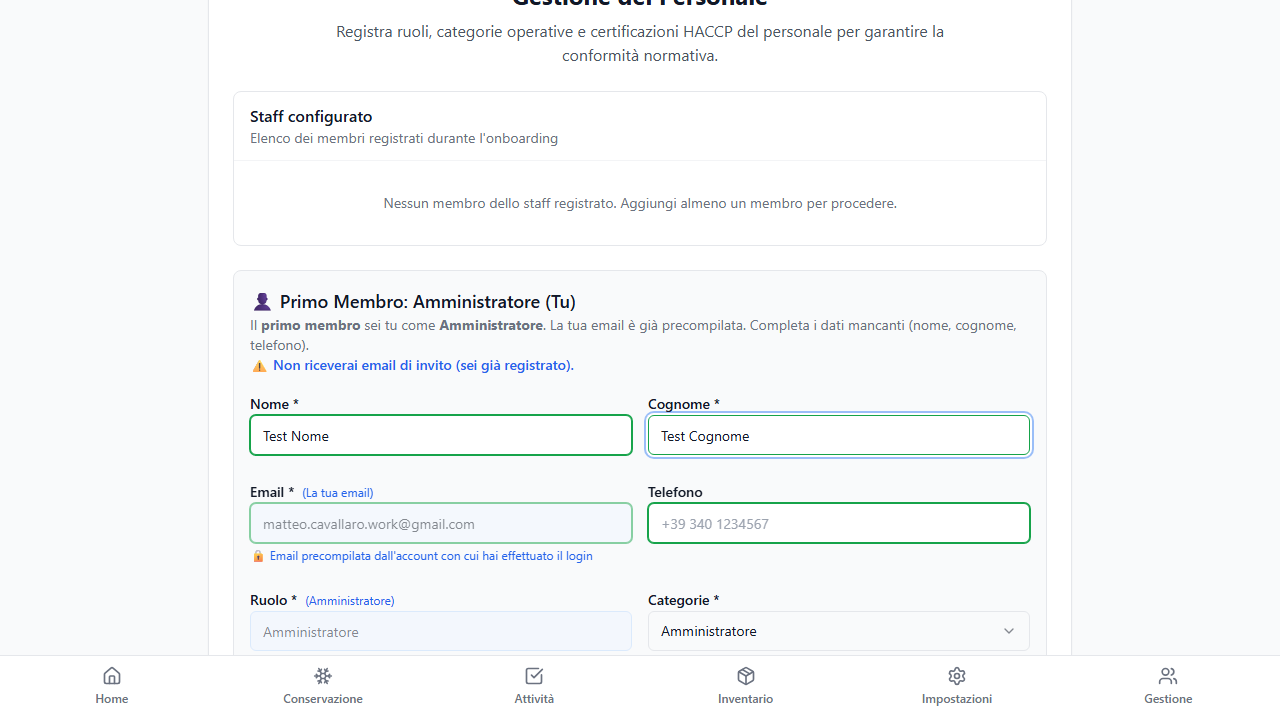 Gestione del Personale
Registra ruoli, categorie operative e certificazioni HACCP del personale per garantire la
conformità normativa.
Staff configurato
Elenco dei membri registrati durante l'onboarding
Nessun membro dello staff registrato. Aggiungi almeno un membro per procedere.
Primo Membro: Amministratore (Tu)
Il primo membro sei tu come Amministratore. La tua email è già precompilata. Completa i dati mancanti (nome, cognome,
telefono).
Non riceverai email di invito (sei già registrato).
Nome * Cognome *
Test Nome Test Cognome
Email * (La tua email) Telefono
matteo.cavallaro.work@gmail.com +39 340 1234567
Email precompilata dall'account con cui hai effettuato il login
Ruolo * (Amministratore) Categorie *
Amministratore Amministratore
Home Conservazione Attività Inventario Impostazioni Gestione